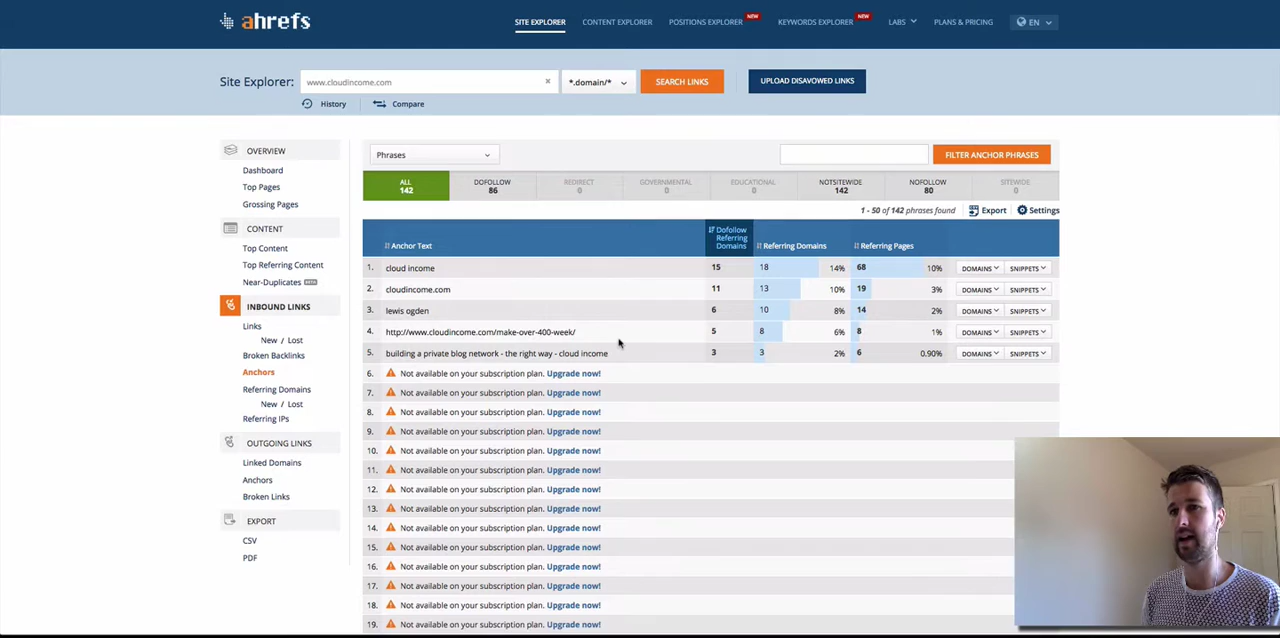 ahrefs
SITE EXPLORER CONTENT EXPLORER POSITIONS EXPLORER NEW KEYWORDS EXPLORER NEW LABS PLANS & PRICING EN
Site Explorer: www.cloudincome.com × *.domain/* SEARCH LINKS UPLOAD DISAVOWED LINKS
History Compare
OVERVIEW
Dashboard
Top Pages
Grossing Pages
CONTENT
Top Content
Top Referring Content
Near-Duplicates BETA
INBOUND LINKS
Links
New / Lost
Broken Backlinks
Anchors
Referring Domains
New / Lost
Referring IPs
OUTGOING LINKS
Linked Domains
Anchors
Broken Links
EXPORT
CSV
PDF
Phrases FILTER ANCHOR PHRASES
ALL DOFOLLOW REDIRECT GOVERNMENTAL EDUCATIONAL NOTSITEWIDE NOFOLLOW SITEWIDE
142 86 0 0 0 142 80 0
1 - 50 of 142 phrases found Export Settings
Anchor Text Dofollow Referring Domains Referring Domains Referring Pages
1. cloud income 15 18 14% 68 10% DOMAINS SNIPPETS
2. cloudincome.com 11 13 10% 19 3% DOMAINS SNIPPETS
3. lewis ogden 6 10 8% 14 2% DOMAINS SNIPPETS
4. http://www.cloudincome.com/make-over-400-week/ 5 8 6% 8 1% DOMAINS SNIPPETS
5. building a private blog network - the right way - cloud income 3 3 2% 6 0.90% DOMAINS SNIPPETS
6. Not available on your subscription plan. Upgrade now!
7. Not available on your subscription plan. Upgrade now!
8. Not available on your subscription plan. Upgrade now!
9. Not available on your subscription plan. Upgrade now!
10. Not available on your subscription plan. Upgrade now!
11. Not available on your subscription plan. Upgrade now!
12. Not available on your subscription plan. Upgrade now!
13. Not available on your subscription plan. Upgrade now!
14. Not available on your subscription plan. Upgrade now!
15. Not available on your subscription plan. Upgrade now!
16. Not available on your subscription plan. Upgrade now!
17. Not available on your subscription plan. Upgrade now!
18. Not available on your subscription plan. Upgrade now!
19. Not available on your subscription plan. Upgrade now!